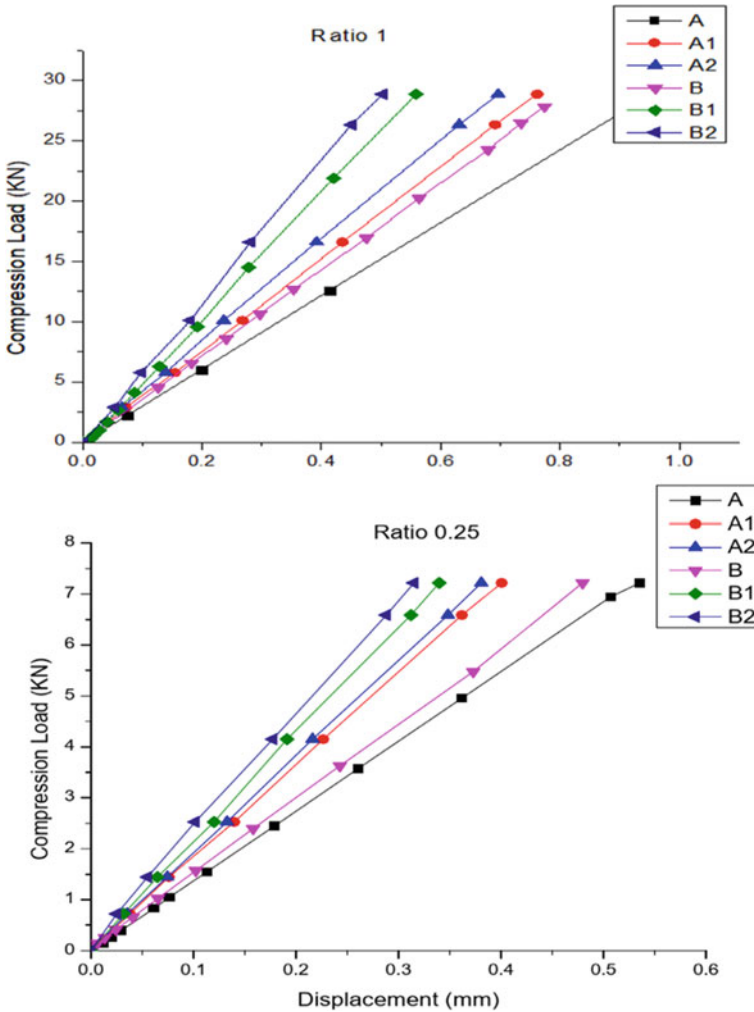 Ratio 1
A
A1
A2
B
B1
B2
Compression Load (KN)
30
25
20
15
10
5
0
0.0
0.2
0.4
0.6
0.8
1.0
Ratio 0.25
A
A1
A2
B
B1
B2
Compression Load (KN)
8
7
6
5
4
3
2
1
0
0.0
0.1
0.2
0.3
0.4
0.5
0.6
Displacement (mm)